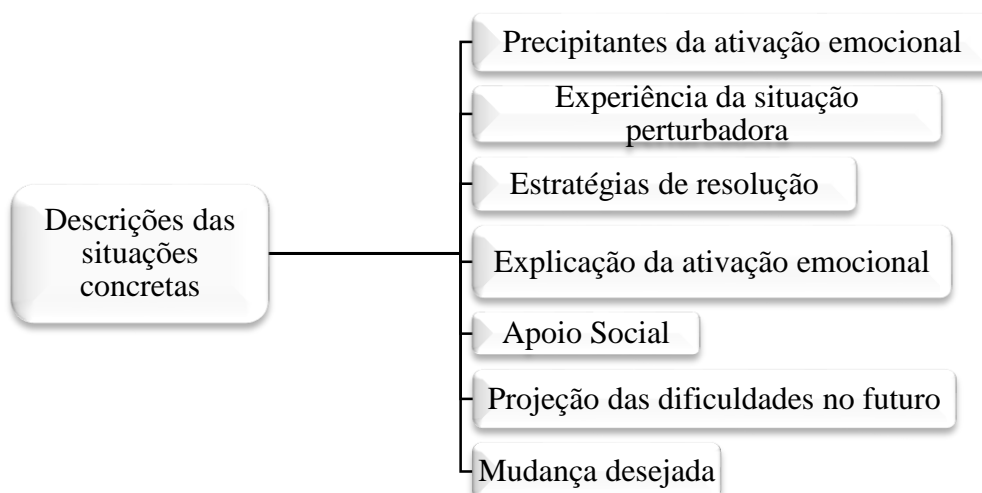 Precipitantes da ativação emocional
Experiência da situação
perturbadora
Estratégias de resolução
Descrições das
situações
concretas
Explicação da ativação emocional
Apoio Social
Projeção das dificuldades no futuro
Mudança desejada